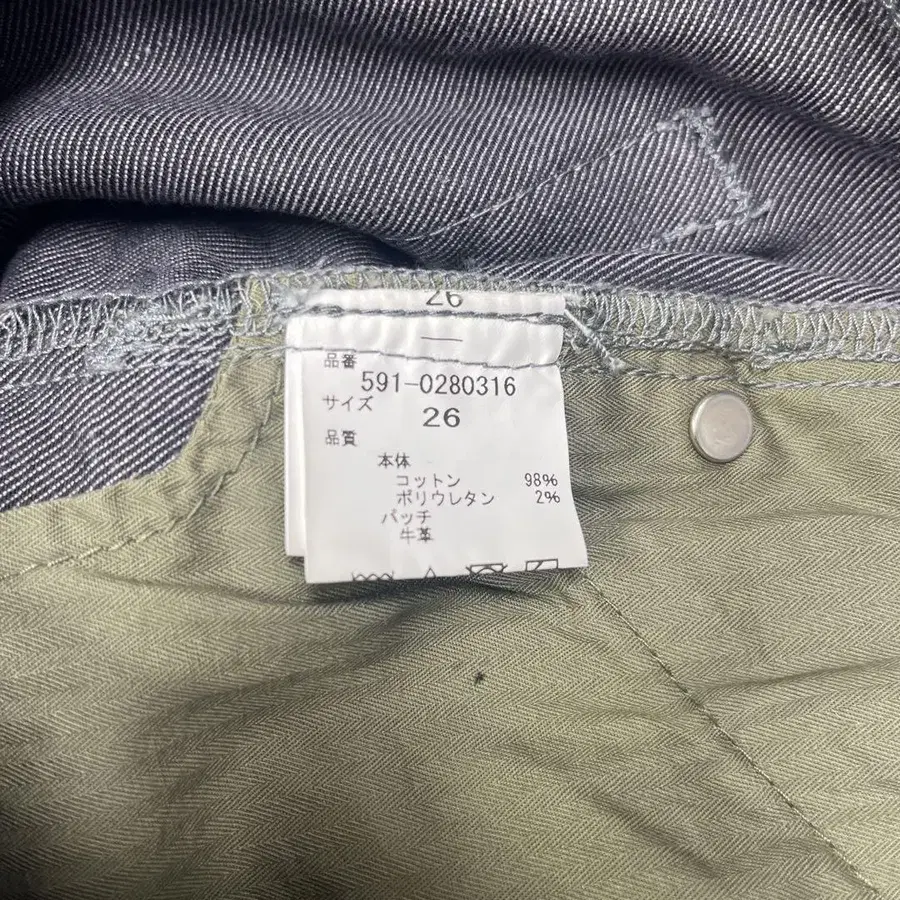 26
品番
591-0280316
サイズ
26
品質
本体
コットン 98%
ポリウレタン 2%
パッチ
牛革